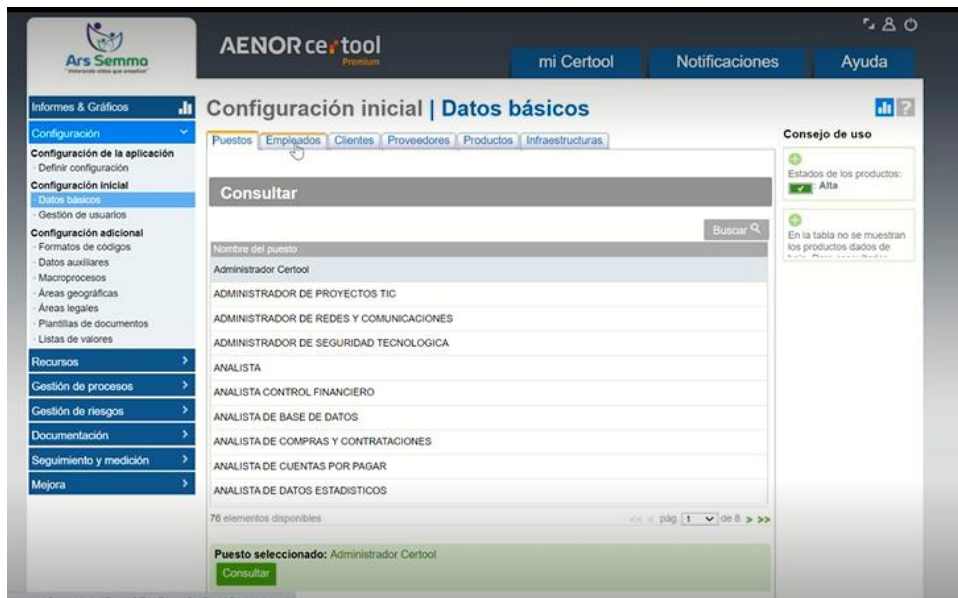 Ars Semma
AENOR certool
Premium
mi Certool
Notificaciones
Ayuda
Informes & Gráficos
Configuración
Configuración de la aplicación
- Definir configuración
Configuración inicial
- Datos básicos
- Gestión de usuarios
Configuración adicional
- Formatos de códigos
- Datos auxiliares
- Macroprocesos
- Áreas geográficas
- Áreas legales
- Plantillas de documentos
- Listas de valores
Recursos
Gestión de procesos
Gestión de riesgos
Documentación
Seguimiento y medición
Mejora
Configuración inicial | Datos básicos
Puestos Empleados Clientes Proveedores Productos Infraestructuras
Consultar
Buscar
Nombre del puesto
Administrador Certool
ADMINISTRADOR DE PROYECTOS TIC
ADMINISTRADOR DE REDES Y COMUNICACIONES
ADMINISTRADOR DE SEGURIDAD TECNOLOGICA
ANALISTA
ANALISTA CONTROL FINANCIERO
ANALISTA DE BASE DE DATOS
ANALISTA DE COMPRAS Y CONTRATACIONES
ANALISTA DE CUENTAS POR PAGAR
ANALISTA DE DATOS ESTADISTICOS
76 elementos disponibles
<< < pág. 1 de 8 > >>
Puesto seleccionado: Administrador Certool
Consultar
?
Consejo de uso
Estados de los productos:
: Alta
En la tabla no se muestran
los productos dados de